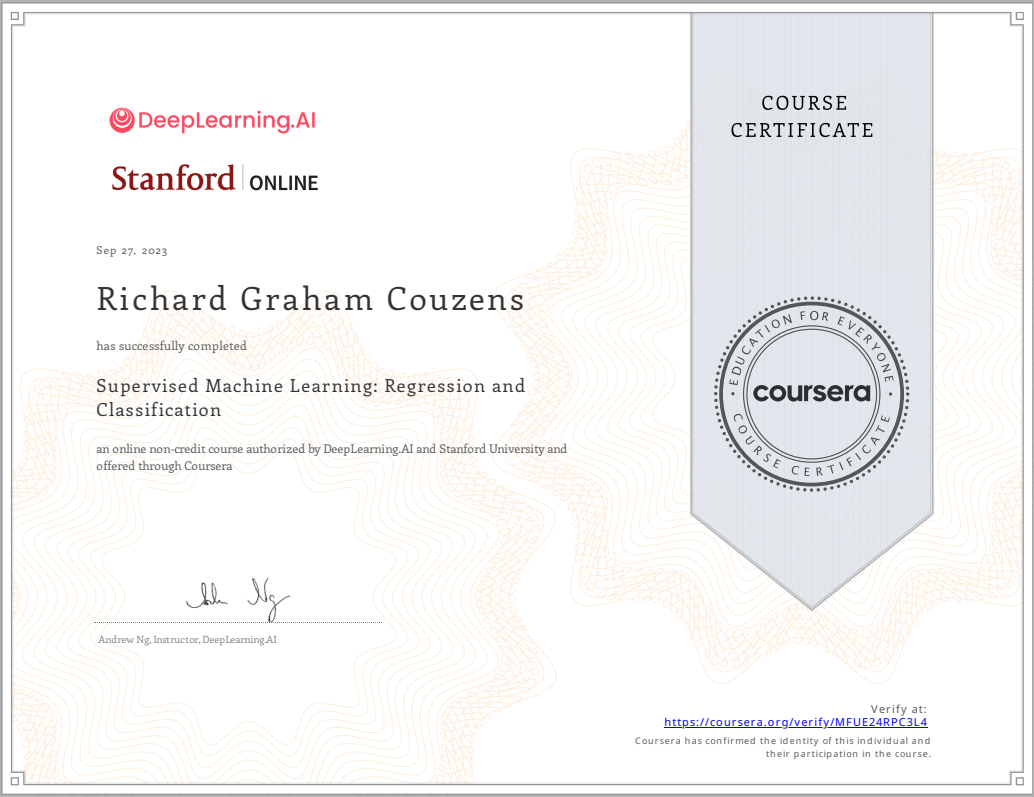 DeepLearning.AI
Stanford ONLINE
Sep 27, 2023
Richard Graham Couzens
has successfully completed
Supervised Machine Learning: Regression and
Classification
an online non-credit course authorized by DeepLearning.AI and Stanford University and
offered through Coursera
Andrew Ng
Andrew Ng, Instructor, DeepLearning.AI
COURSE
CERTIFICATE
• EDUCATION FOR EVERYONE •
coursera
COURSE CERTIFICATE
Verify at:
https://coursera.org/verify/MFUE24RPC3L4
Coursera has confirmed the identity of this individual and
their participation in the course.